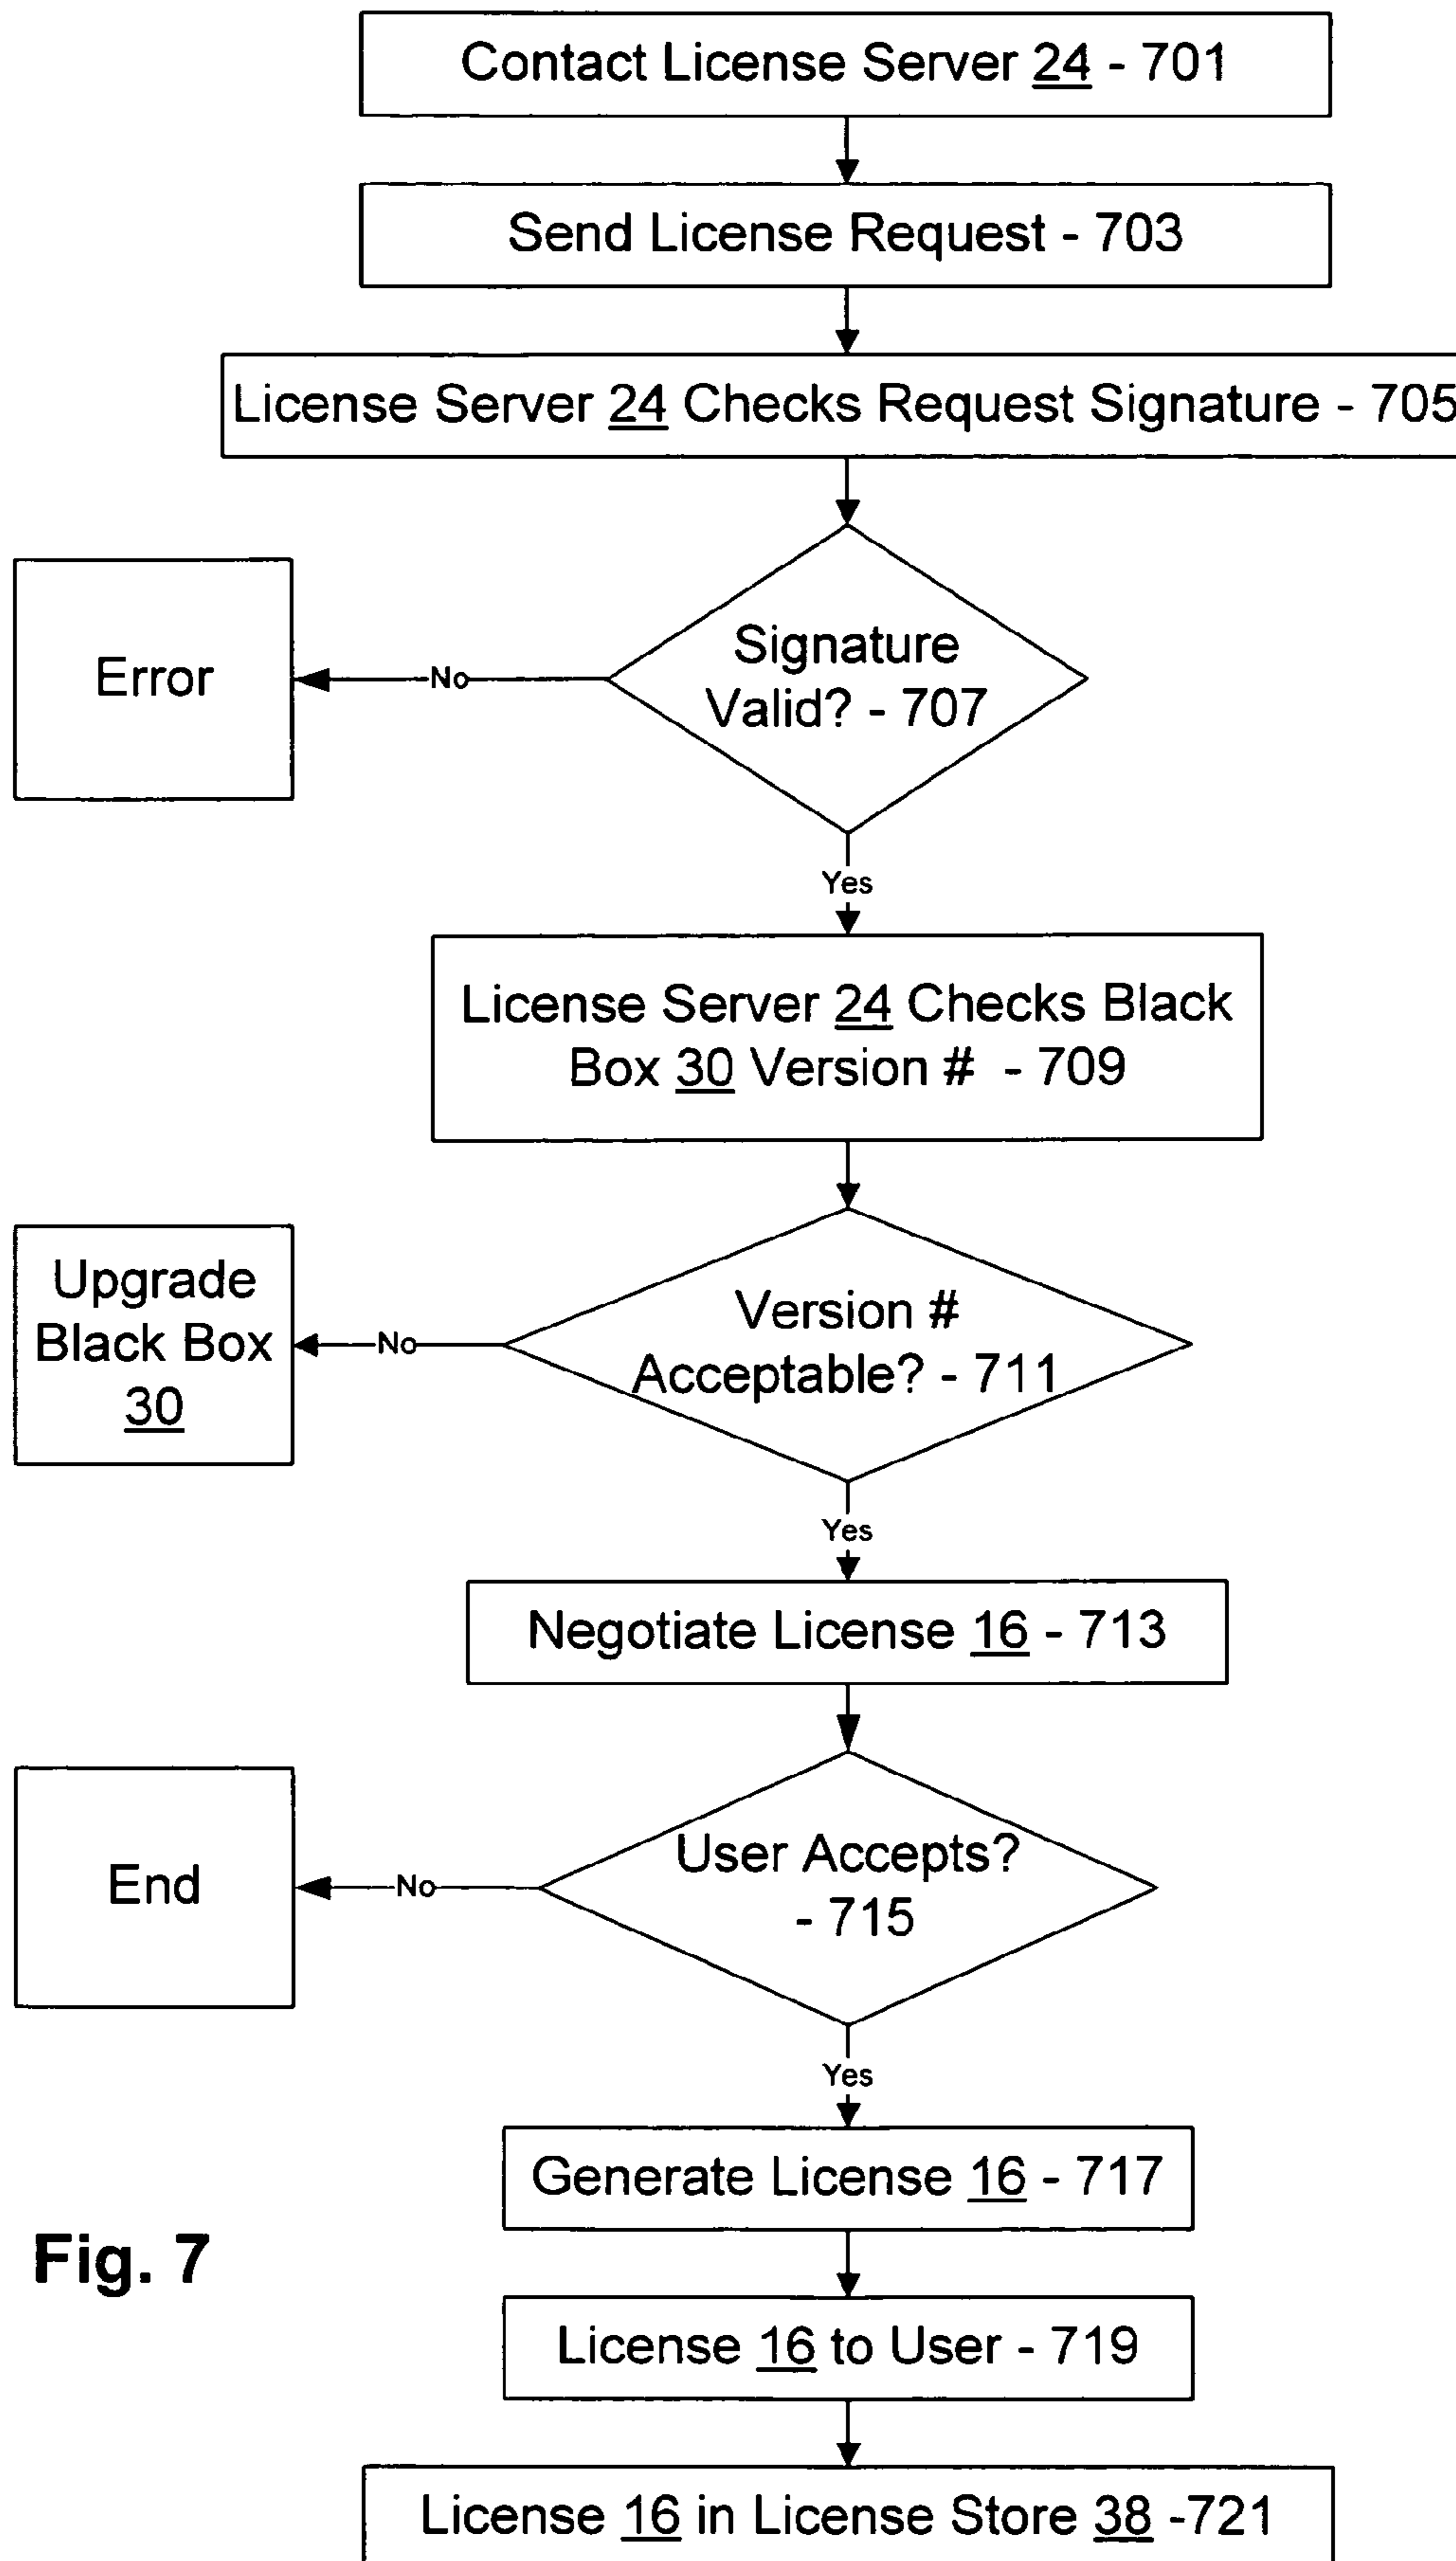 Contact License Server 24 - 701
Send License Request - 703
License Server 24 Checks Request Signature - 705
Signature
Valid? - 707
No
Error
Yes
License Server 24 Checks Black
Box 30 Version # - 709
Version #
Acceptable? - 711
No
Upgrade
Black Box
30
Yes
Negotiate License 16 - 713
User Accepts?
- 715
No
End
Yes
Generate License 16 - 717
Fig. 7
License 16 to User - 719
License 16 in License Store 38 -721